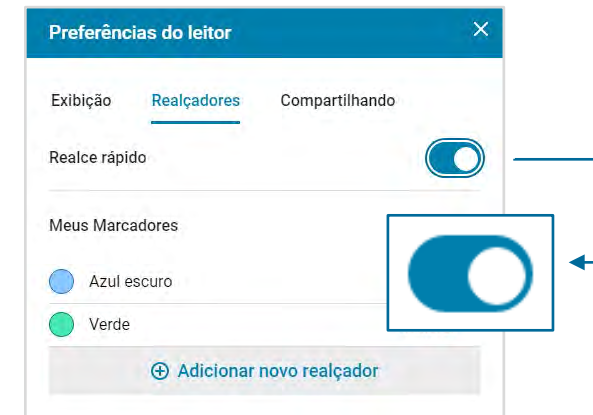 Preferências do leitor
Exibição Realçadores Compartilhando
Realce rápido
Meus Marcadores
Azul escuro
Verde
Adicionar novo realçador